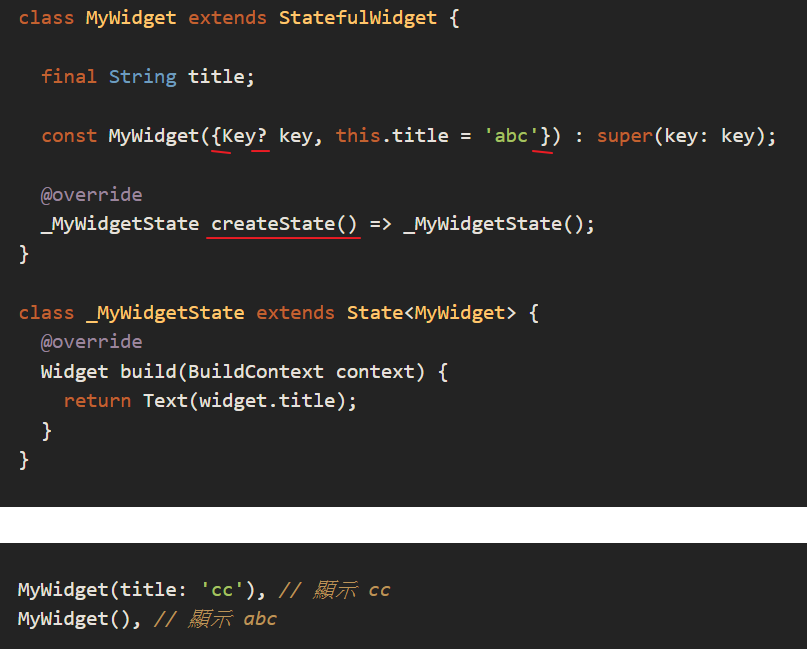 class MyWidget extends StatefulWidget {
final String title;
const MyWidget({Key? key, this.title = 'abc'}) : super(key: key);
@override
_MyWidgetState createState() => _MyWidgetState();
}
class _MyWidgetState extends State<MyWidget> {
@override
Widget build(BuildContext context) {
return Text(widget.title);
}
}
MyWidget(title: 'cc'), // 顯示 cc
MyWidget(), // 顯示 abc